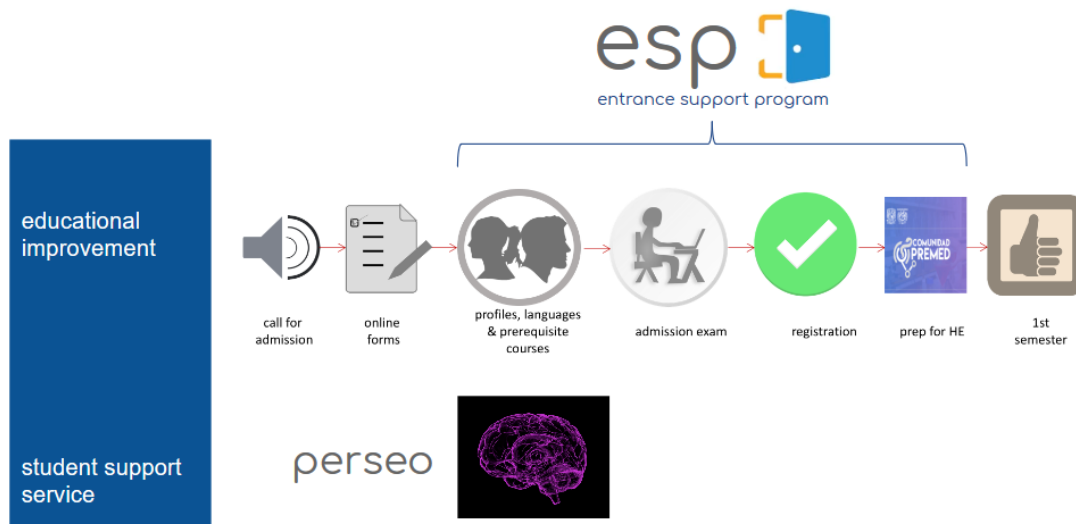 esp
entrance support program
educational
improvement
call for
admission
online
forms
profiles, languages
& prerequisite
courses
admission exam
registration
COMUNIDAD
PREMED
prep for HE
1st
semester
student support
service
perseo